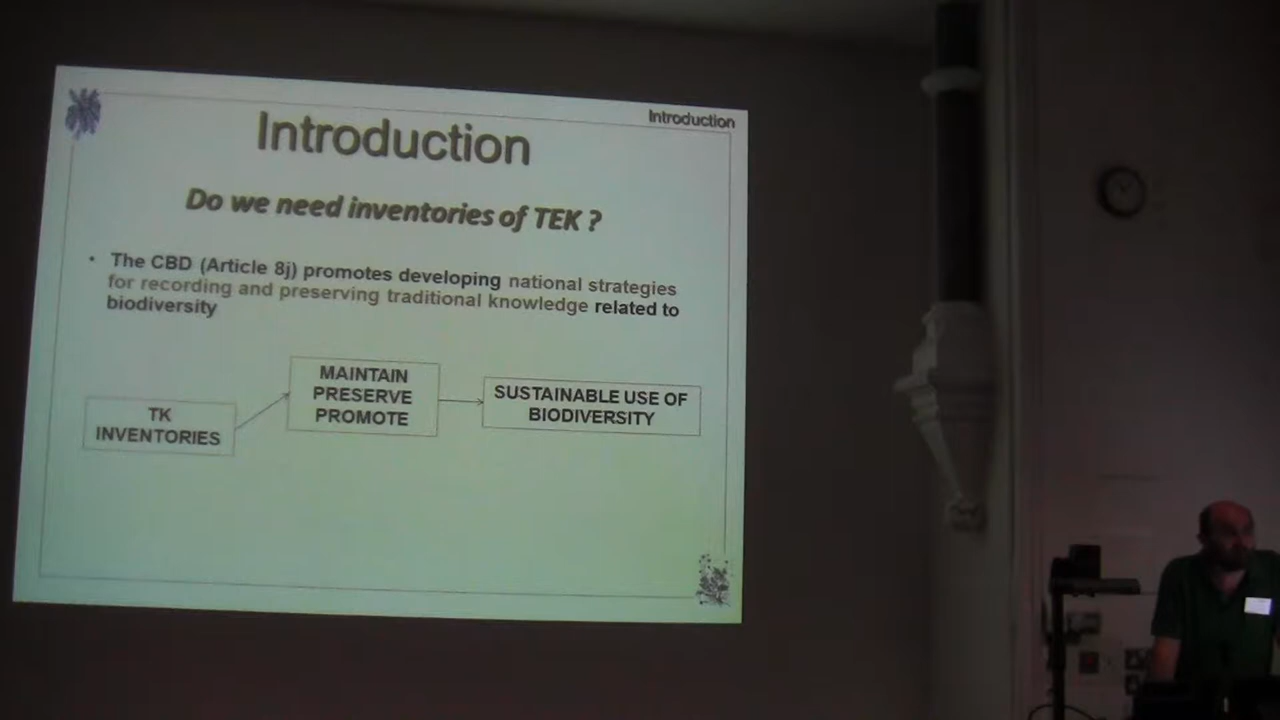 Introduction
Introduction
Do we need inventories of TEK ?
• The CBD (Article 8j) promotes developing national strategies
for recording and preserving traditional knowledge related to
biodiversity
TK
INVENTORIES
MAINTAIN
PRESERVE
PROMOTE
SUSTAINABLE USE OF
BIODIVERSITY